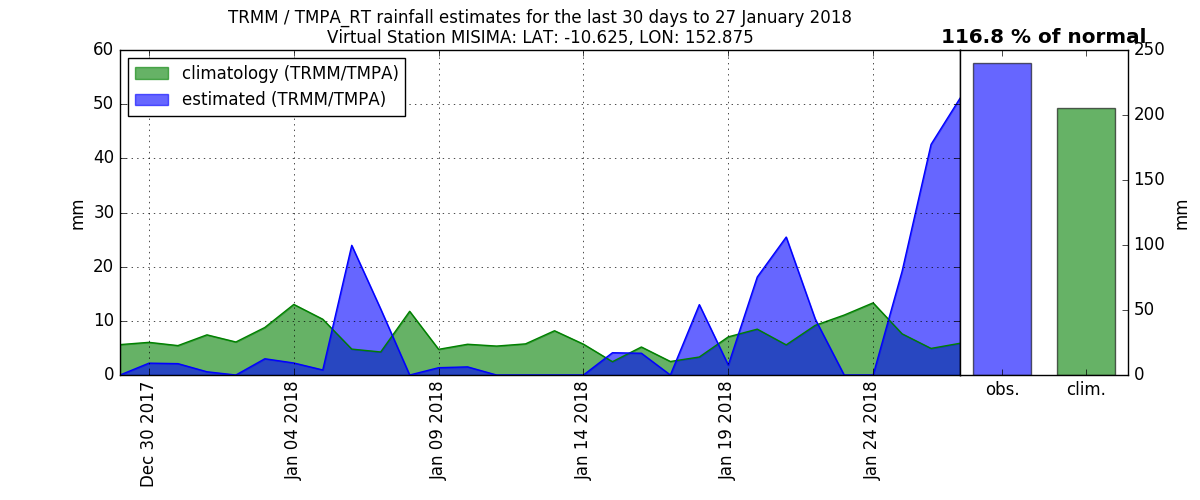 TRMM / TMPA_RT rainfall estimates for the last 30 days to 27 January 2018
Virtual Station MISIMA: LAT: -10.625, LON: 152.875
116.8 % of normal
climatology (TRMM/TMPA)
estimated (TRMM/TMPA)
60
50
40
30
20
10
0
mm
Dec 30 2017
Jan 04 2018
Jan 09 2018
Jan 14 2018
Jan 19 2018
Jan 24 2018
obs.
clim.
250
200
150
100
50
0
mm